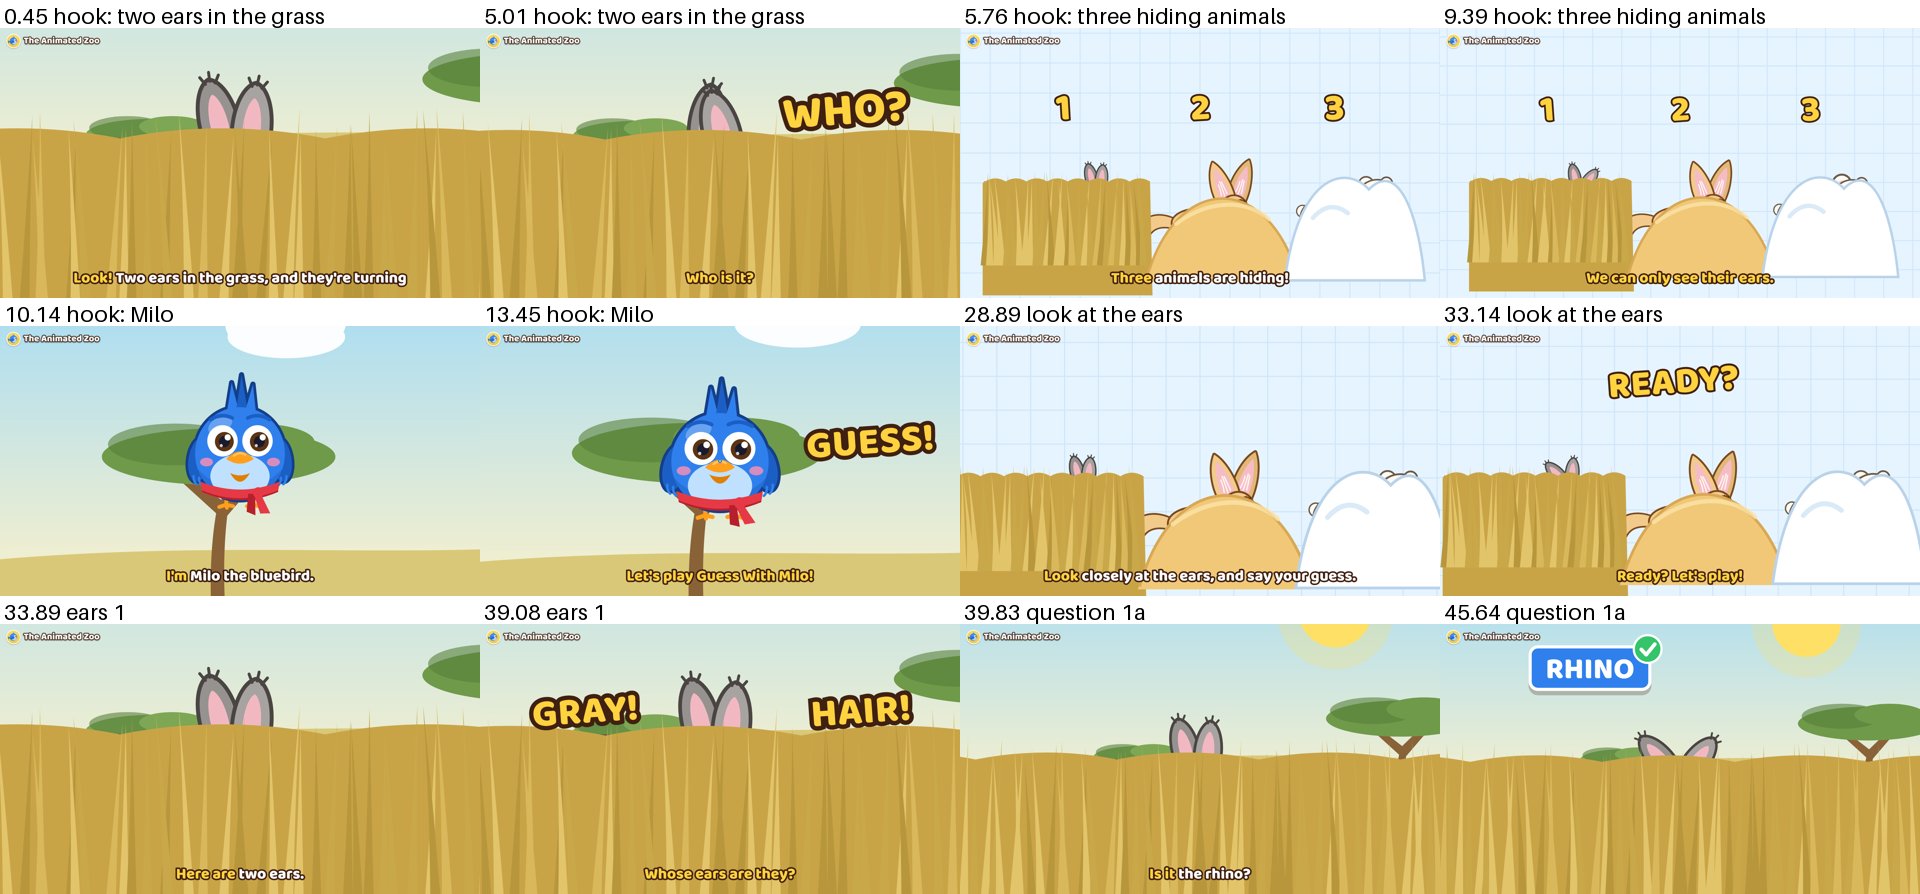 0.45 hook: two ears in the grass
The Animated Zoo
Look! Two ears in the grass, and they're turning
5.01 hook: two ears in the grass
The Animated Zoo
WHO?
Who is it?
5.76 hook: three hiding animals
The Animated Zoo
1 2 3
Three animals are hiding!
9.39 hook: three hiding animals
The Animated Zoo
1 2 3
We can only see their ears.
10.14 hook: Milo
The Animated Zoo
I'm Milo the bluebird.
13.45 hook: Milo
The Animated Zoo
GUESS!
Let's play Guess With Milo!
28.89 look at the ears
The Animated Zoo
Look closely at the ears, and say your guess.
33.14 look at the ears
The Animated Zoo
READY?
Ready? Let's play!
33.89 ears 1
The Animated Zoo
Here are two ears.
39.08 ears 1
The Animated Zoo
GRAY! HAIR!
Whose ears are they?
39.83 question 1a
The Animated Zoo
Is it the rhino?
45.64 question 1a
The Animated Zoo
RHINO